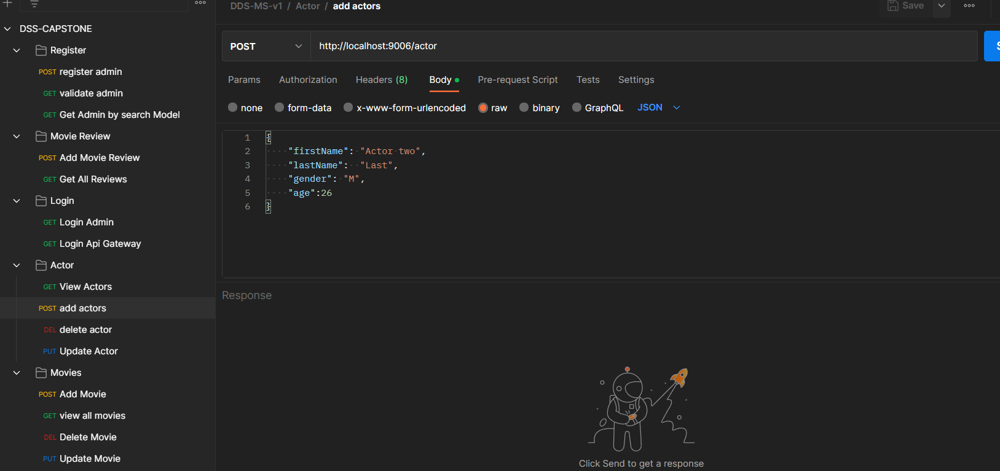 DSS-CAPSTONE
Register
POST register admin
GET validate admin
GET Get Admin by search Model
Movie Review
POST Add Movie Review
GET Get All Reviews
Login
GET Login Admin
GET Login Api Gateway
Actor
GET View Actors
POST add actors
DEL delete actor
PUT Update Actor
Movies
POST Add Movie
GET view all movies
DEL Delete Movie
PUT Update Movie
DDS-MS-v1 / Actor / add actors
Save
POST http://localhost:9006/actor
S
Params Authorization Headers (8) Body Pre-request Script Tests Settings
none form-data x-www-form-urlencoded raw binary GraphQL JSON
1 {
2 "firstName": "Actor two",
3 "lastName": "Last",
4 "gender": "M",
5 "age":26
6 }
Response
Click Send to get a response